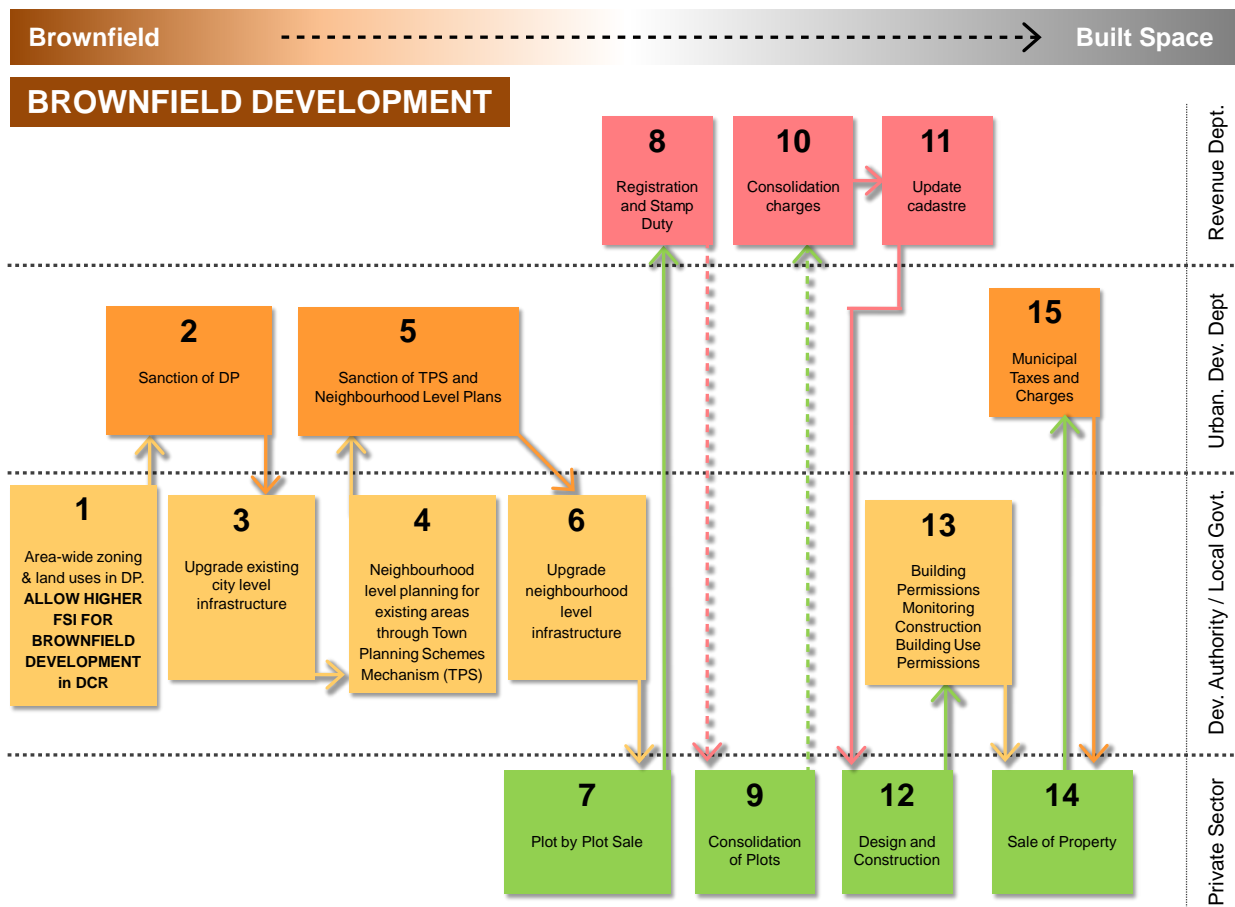 Brownfield
Built Space
BROWNFIELD DEVELOPMENT
Revenue Dept.
8
Registration
and Stamp
Duty
10
Consolidation
charges
11
Update
cadastre
Urban. Dev. Dept
2
Sanction of DP
5
Sanction of TPS and
Neighbourhood Level Plans
15
Municipal
Taxes and
Charges
Dev. Authority / Local Govt.
1
Area-wide zoning
& land uses in DP.
ALLOW HIGHER
FSI FOR
BROWNFIELD
DEVELOPMENT
in DCR
3
Upgrade existing
city level
infrastructure
4
Neighbourhood
level planning for
existing areas
through Town
Planning Schemes
Mechanism (TPS)
6
Upgrade
neighbourhood
level
infrastructure
13
Building
Permissions
Monitoring
Construction
Building Use
Permissions
Private Sector
7
Plot by Plot Sale
9
Consolidation
of Plots
12
Design and
Construction
14
Sale of Property